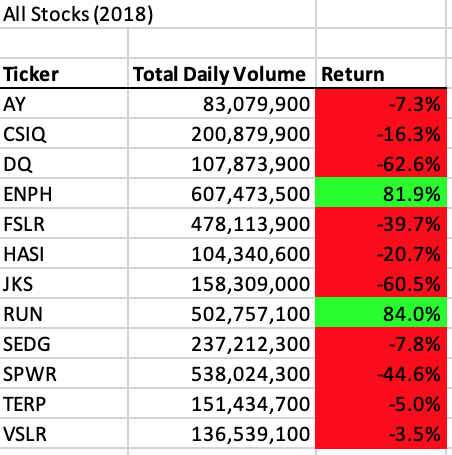 All Stocks (2018)
Ticker Total Daily Volume Return
AY 83,079,900 -7.3%
CSIQ 200,879,900 -16.3%
DQ 107,873,900 -62.6%
ENPH 607,473,500 81.9%
FSLR 478,113,900 -39.7%
HASI 104,340,600 -20.7%
JKS 158,309,000 -60.5%
RUN 502,757,100 84.0%
SEDG 237,212,300 -7.8%
SPWR 538,024,300 -44.6%
TERP 151,434,700 -5.0%
VSLR 136,539,100 -3.5%